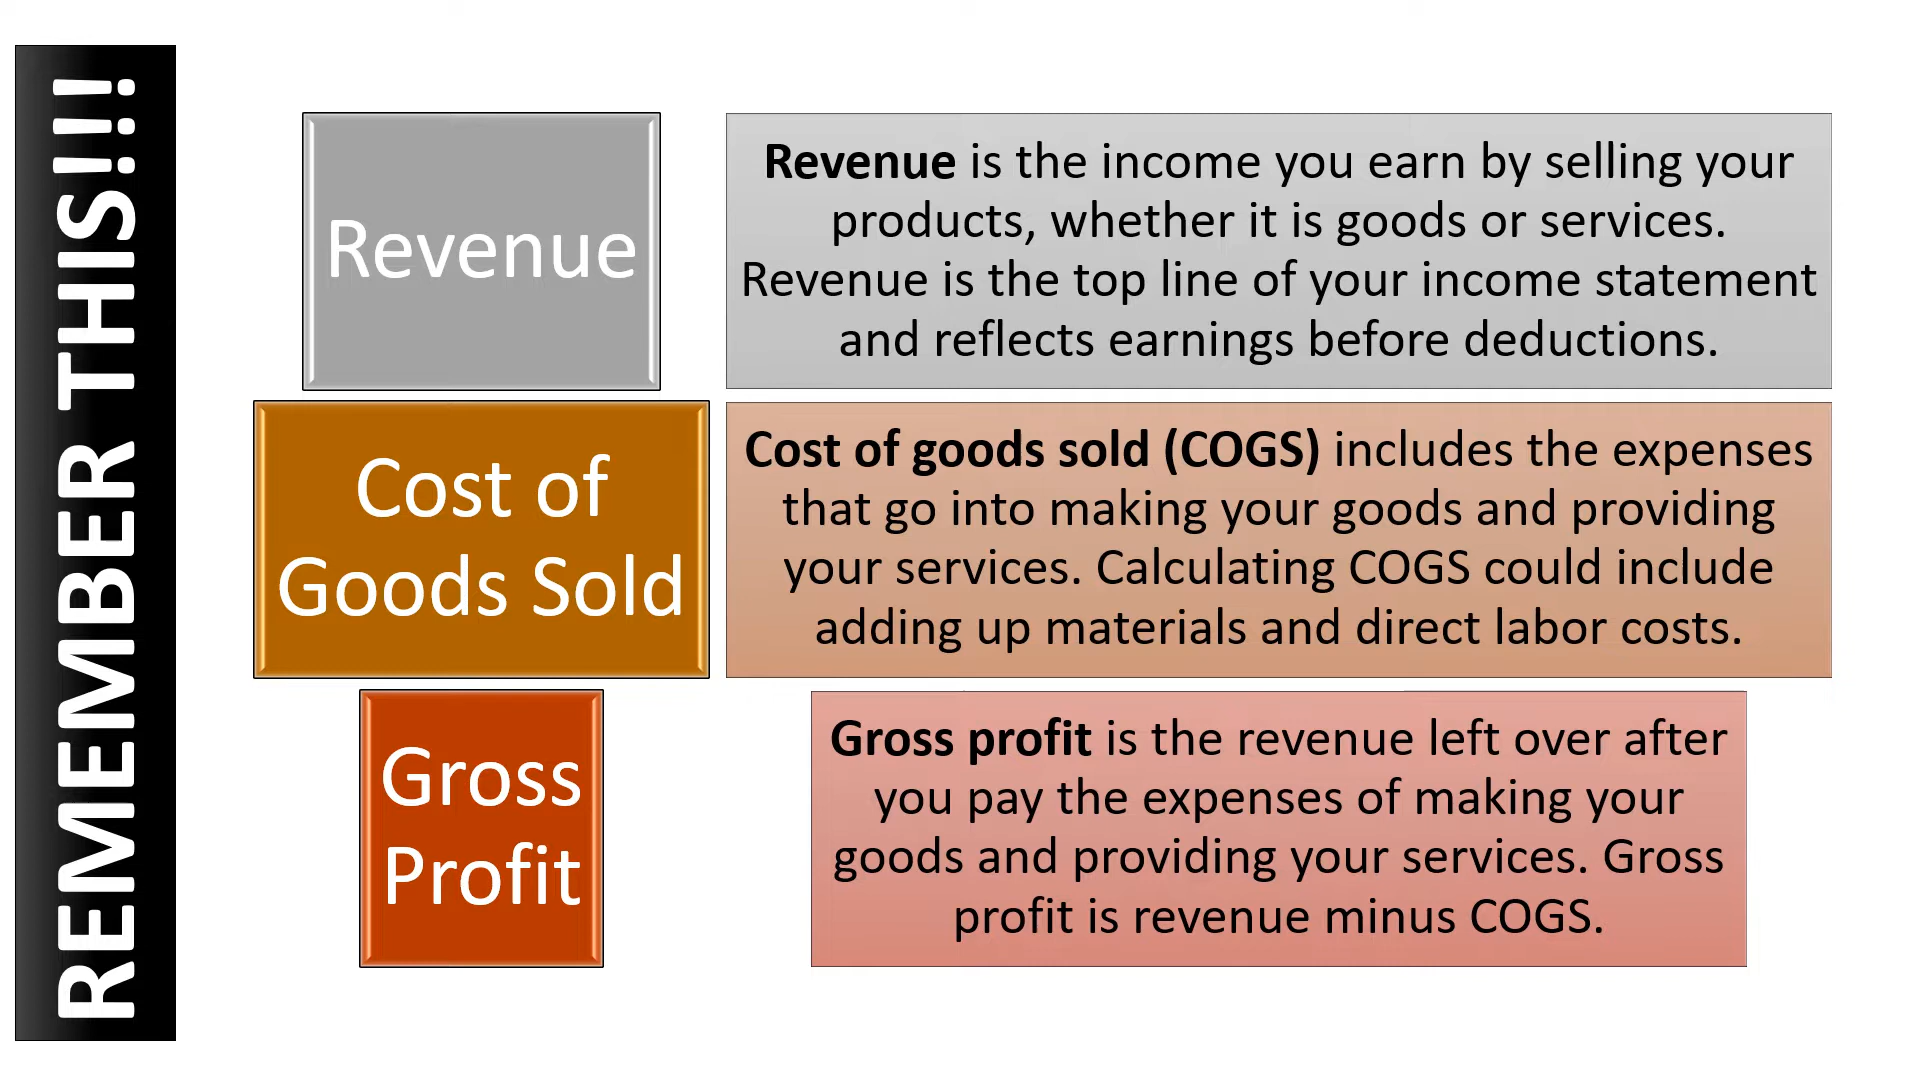 REMEMBER THIS!!!
Revenue
Revenue is the income you earn by selling your
products, whether it is goods or services.
Revenue is the top line of your income statement
and reflects earnings before deductions.
Cost of
Goods Sold
Cost of goods sold (COGS) includes the expenses
that go into making your goods and providing
your services. Calculating COGS could include
adding up materials and direct labor costs.
Gross
Profit
Gross profit is the revenue left over after
you pay the expenses of making your
goods and providing your services. Gross
profit is revenue minus COGS.